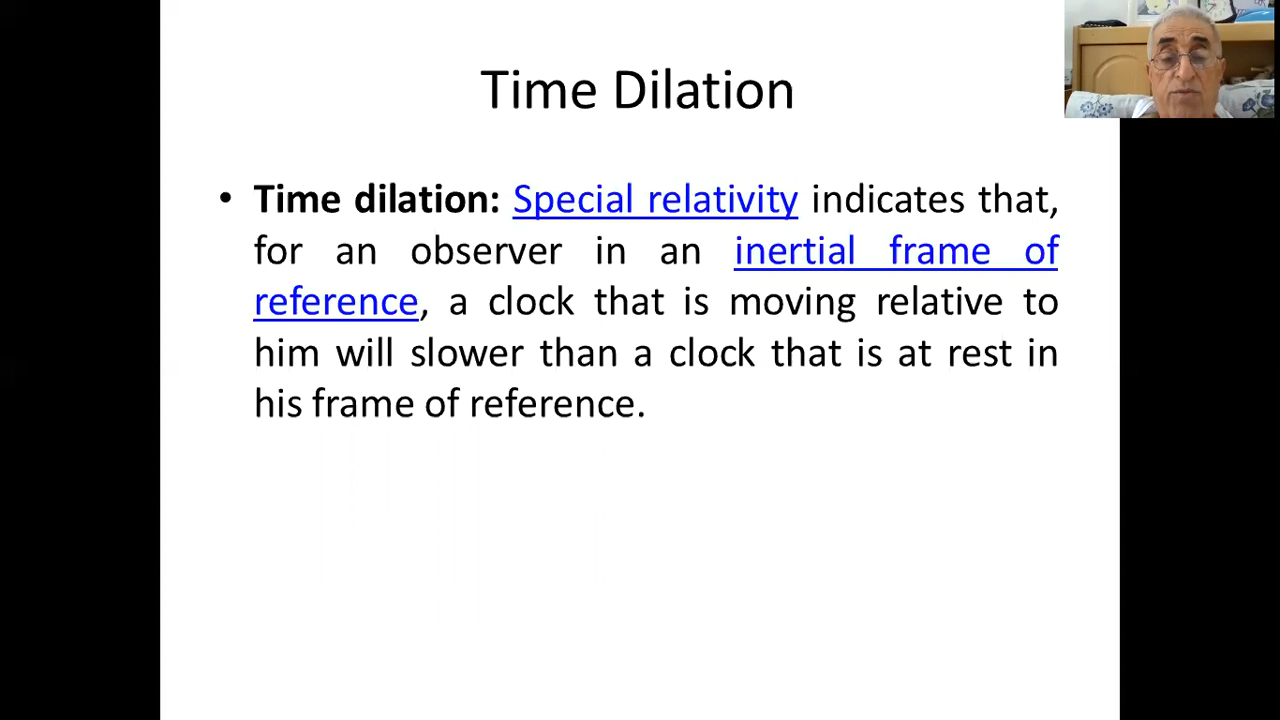 Time Dilation
• Time dilation: Special relativity indicates that,
for an observer in an inertial frame of
reference, a clock that is moving relative to
him will slower than a clock that is at rest in
his frame of reference.